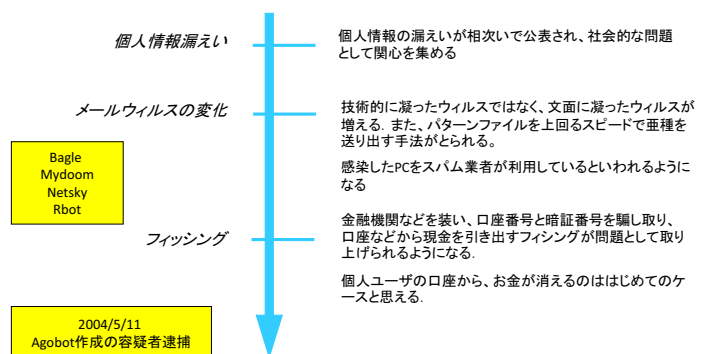 個人情報漏えい
個人情報の漏えいが相次いで公表され、社会的な問題
として関心を集める
メールウィルスの変化
技術的に凝ったウィルスではなく、文面に凝ったウィルスが
増える. また、パターンファイルを上回るスピードで亜種を
送り出す手法がとられる。
感染したPCをスパム業者が利用しているといわれるように
なる
Bagle
Mydoom
Netsky
Rbot
フィッシング
金融機関などを装い、口座番号と暗証番号を騙し取り、
口座などから現金を引き出すフィシングが問題として取り
上げられるようになる.
個人ユーザの口座から、お金が消えるのははじめてのケ
ースと思える.
2004/5/11
Agobot作成の容疑者逮捕